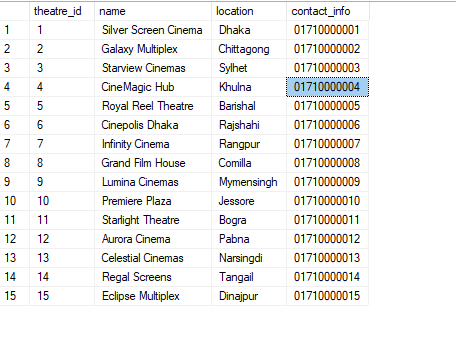 theatre_id name location contact_info
1 1 Silver Screen Cinema Dhaka 01710000001
2 2 Galaxy Multiplex Chittagong 01710000002
3 3 Starview Cinemas Sylhet 01710000003
4 4 CineMagic Hub Khulna 01710000004
5 5 Royal Reel Theatre Barishal 01710000005
6 6 Cinepolis Dhaka Rajshahi 01710000006
7 7 Infinity Cinema Rangpur 01710000007
8 8 Grand Film House Comilla 01710000008
9 9 Lumina Cinemas Mymensingh 01710000009
10 10 Premiere Plaza Jessore 01710000010
11 11 Starlight Theatre Bogra 01710000011
12 12 Aurora Cinema Pabna 01710000012
13 13 Celestial Cinemas Narsingdi 01710000013
14 14 Regal Screens Tangail 01710000014
15 15 Eclipse Multiplex Dinajpur 01710000015